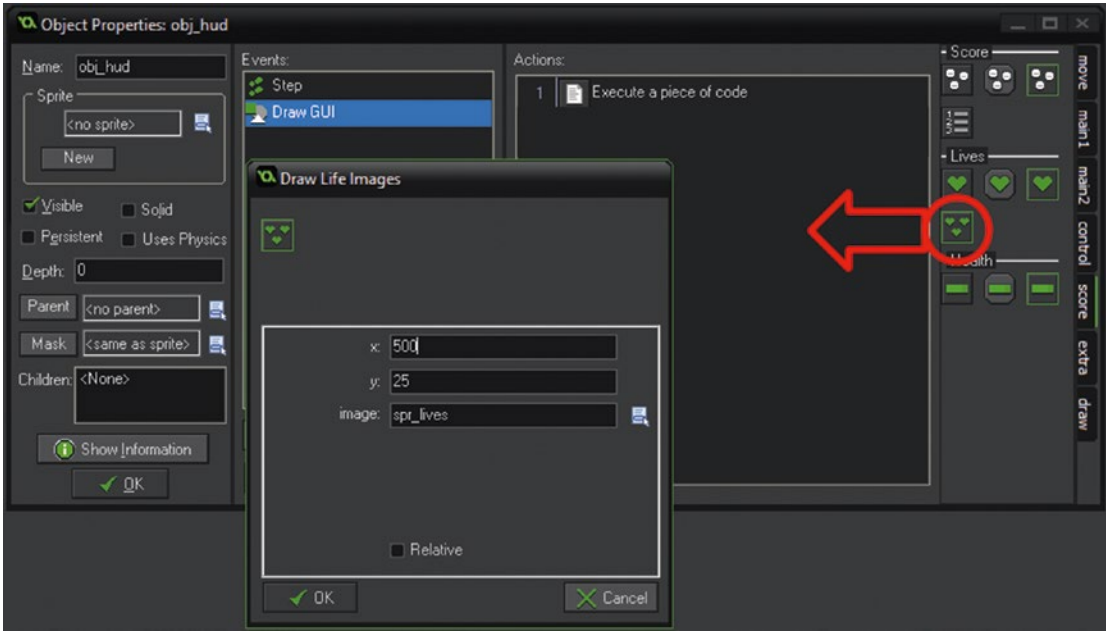 Object Properties: obj_hud
Name: obj_hud
Sprite
<no sprite>
New
Visible
Solid
Persistent
Uses Physics
Depth: 0
Parent <no parent>
Mask <same as sprite>
Children: <None>
Show Information
OK
Events:
Step
Draw GUI
Actions:
1 Execute a piece of code
Score
Lives
Health
move
main1
main2
control
score
extra
draw
Draw Life Images
x: 500
y: 25
image: spr_lives
Relative
OK
Cancel